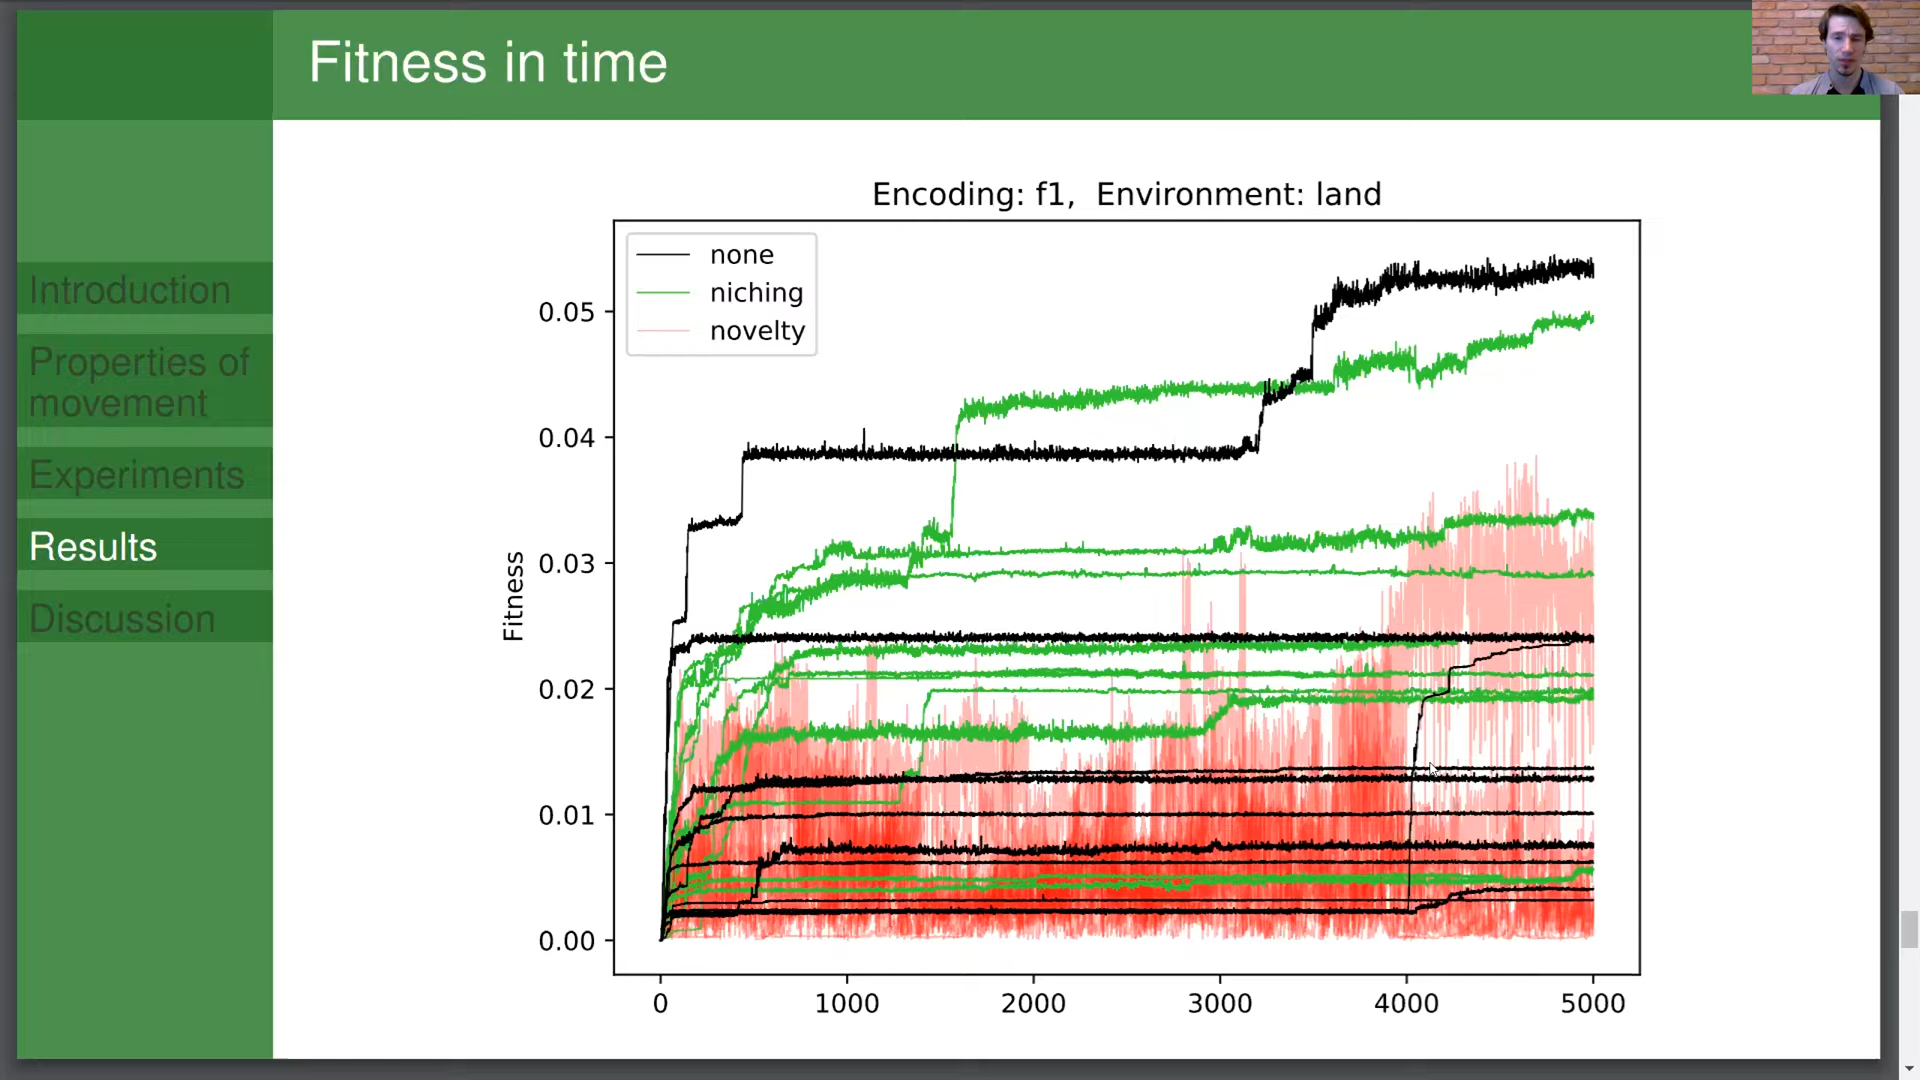 Fitness in time
Introduction
Properties of
movement
Experiments
Results
Discussion
Encoding: f1,  Environment: land
none
niching
novelty
Fitness
0.05
0.04
0.03
0.02
0.01
0.00
0
1000
2000
3000
4000
5000